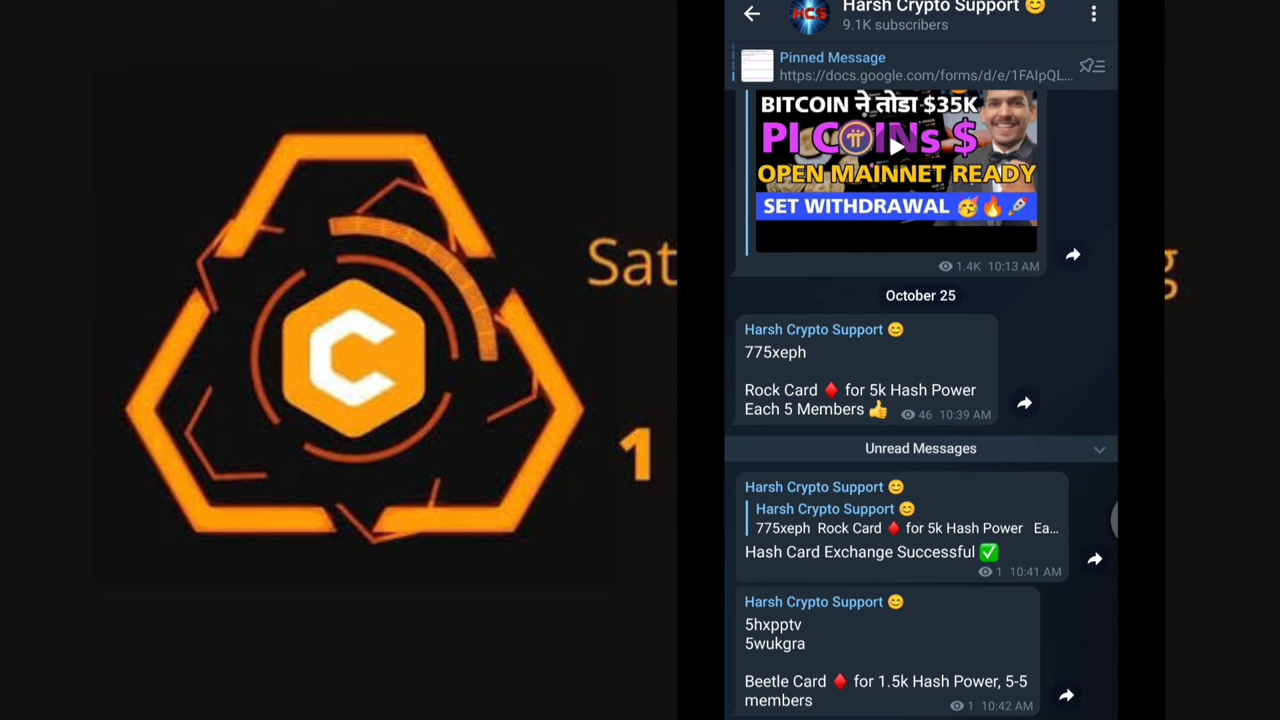 Harsh Crypto Support 😊
9.1K subscribers
Pinned Message
https://docs.google.com/forms/d/e/1FAIpQL...
BITCOIN ने तोडा $35K
PI COINs $
OPEN MAINNET READY
SET WITHDRAWAL 🥳🔥🚀
1.4K 10:13 AM
October 25
Harsh Crypto Support 😊
775xeph
Rock Card ♦️ for 5k Hash Power
Each 5 Members 👍 46 10:39 AM
Unread Messages
Harsh Crypto Support 😊
Harsh Crypto Support 😊
775xeph Rock Card ♦️ for 5k Hash Power Ea...
Hash Card Exchange Successful ✅
1 10:41 AM
Harsh Crypto Support 😊
5hxpptv
5wukgra
Beetle Card ♦️ for 1.5k Hash Power, 5-5
members 1 10:42 AM
HCS
C
Sat
1
g